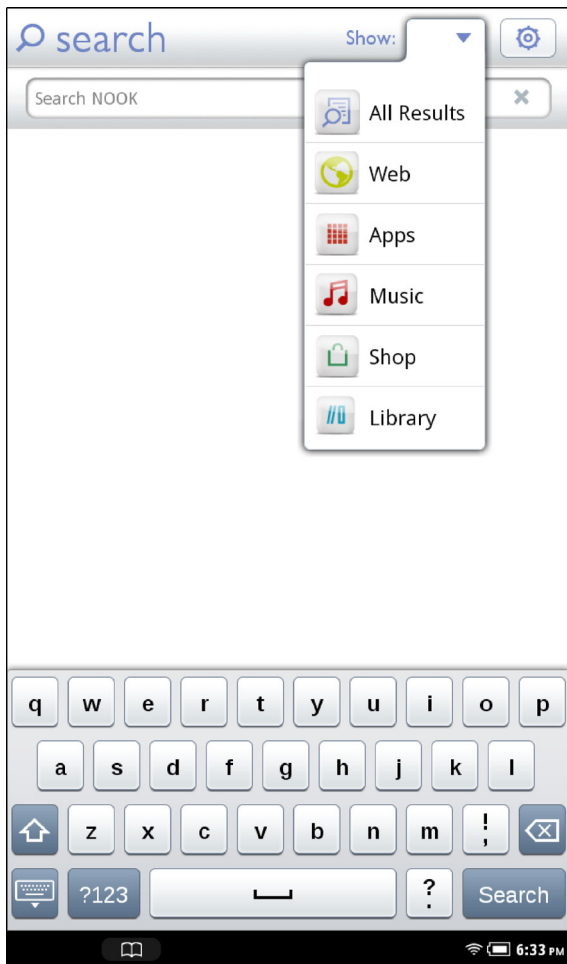 search Show:
Search NOOK
All Results
Web
Apps
Music
Shop
Library
q w e r t y u i o p
a s d f g h j k l
z x c v b n m ! ,
?123 ? . Search
6:33 PM